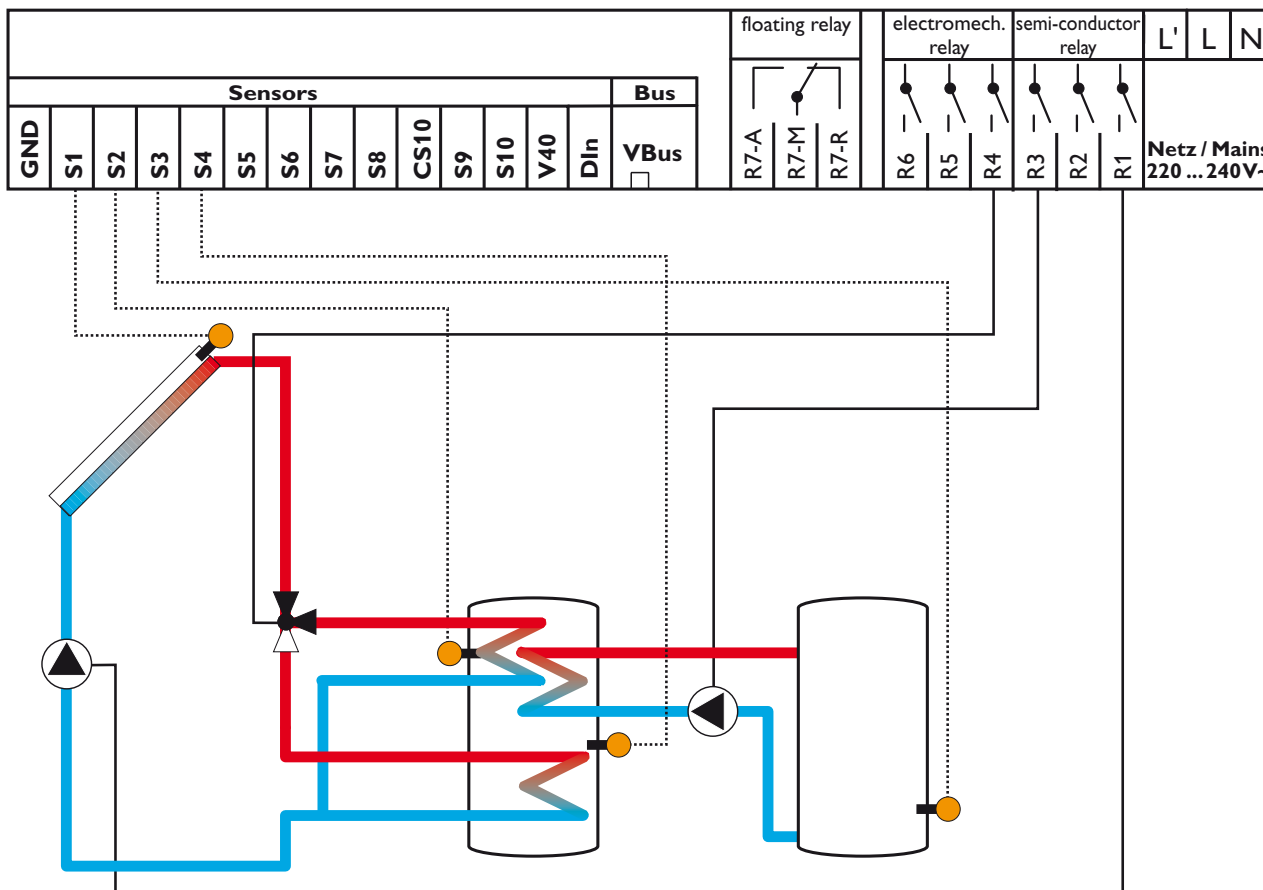 floating relay
electromech.
relay
semi-conductor
relay
L' L N
Sensors
Bus
GND S1 S2 S3 S4 S5 S6 S7 S8 CS10 S9 S10 V40 DIn
VBus
R7-A R7-M R7-R
R6 R5 R4 R3 R2 R1
Netz / Mains
220 ... 240V~